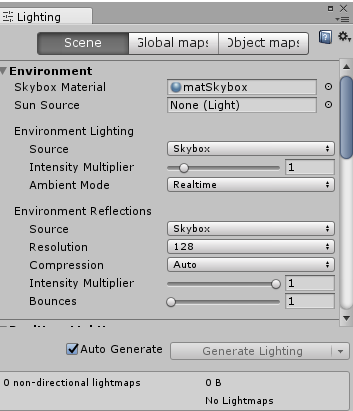 Lighting
Scene Global maps Object maps
Environment
Skybox Material matSkybox
Sun Source None (Light)
Environment Lighting
Source Skybox
Intensity Multiplier 1
Ambient Mode Realtime
Environment Reflections
Source Skybox
Resolution 128
Compression Auto
Intensity Multiplier 1
Bounces 1
Auto Generate Generate Lighting
0 non-directional lightmaps 0 B
No Lightmaps